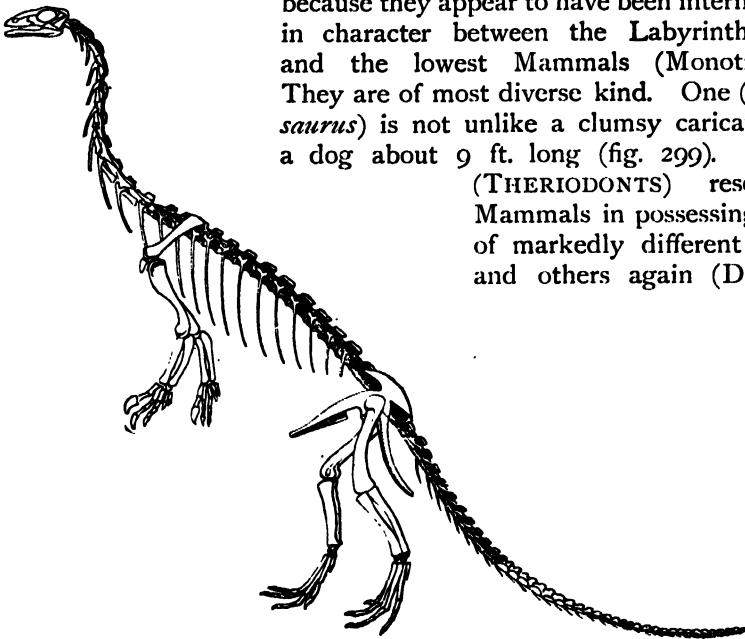 because they appear to have been interm
in character between the Labyrinth
and the lowest Mammals (Monot
They are of most diverse kind. One (
saurus) is not unlike a clumsy carica
a dog about 9 ft. long (fig. 299).
(THERIODONTS) rese
Mammals in possessing
of markedly different
and others again (D